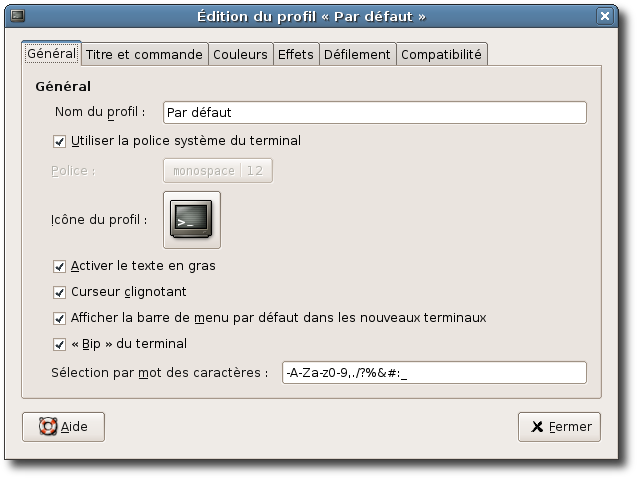 Édition du profil « Par défaut »
Général Titre et commande Couleurs Effets Défilement Compatibilité
Général
Nom du profil : Par défaut
Utiliser la police système du terminal
Police : monospace 12
Icône du profil : >_
Activer le texte en gras
Curseur clignotant
Afficher la barre de menu par défaut dans les nouveaux terminaux
« Bip » du terminal
Sélection par mot des caractères : -A-Za-z0-9,./?%&#:_
Aide Fermer